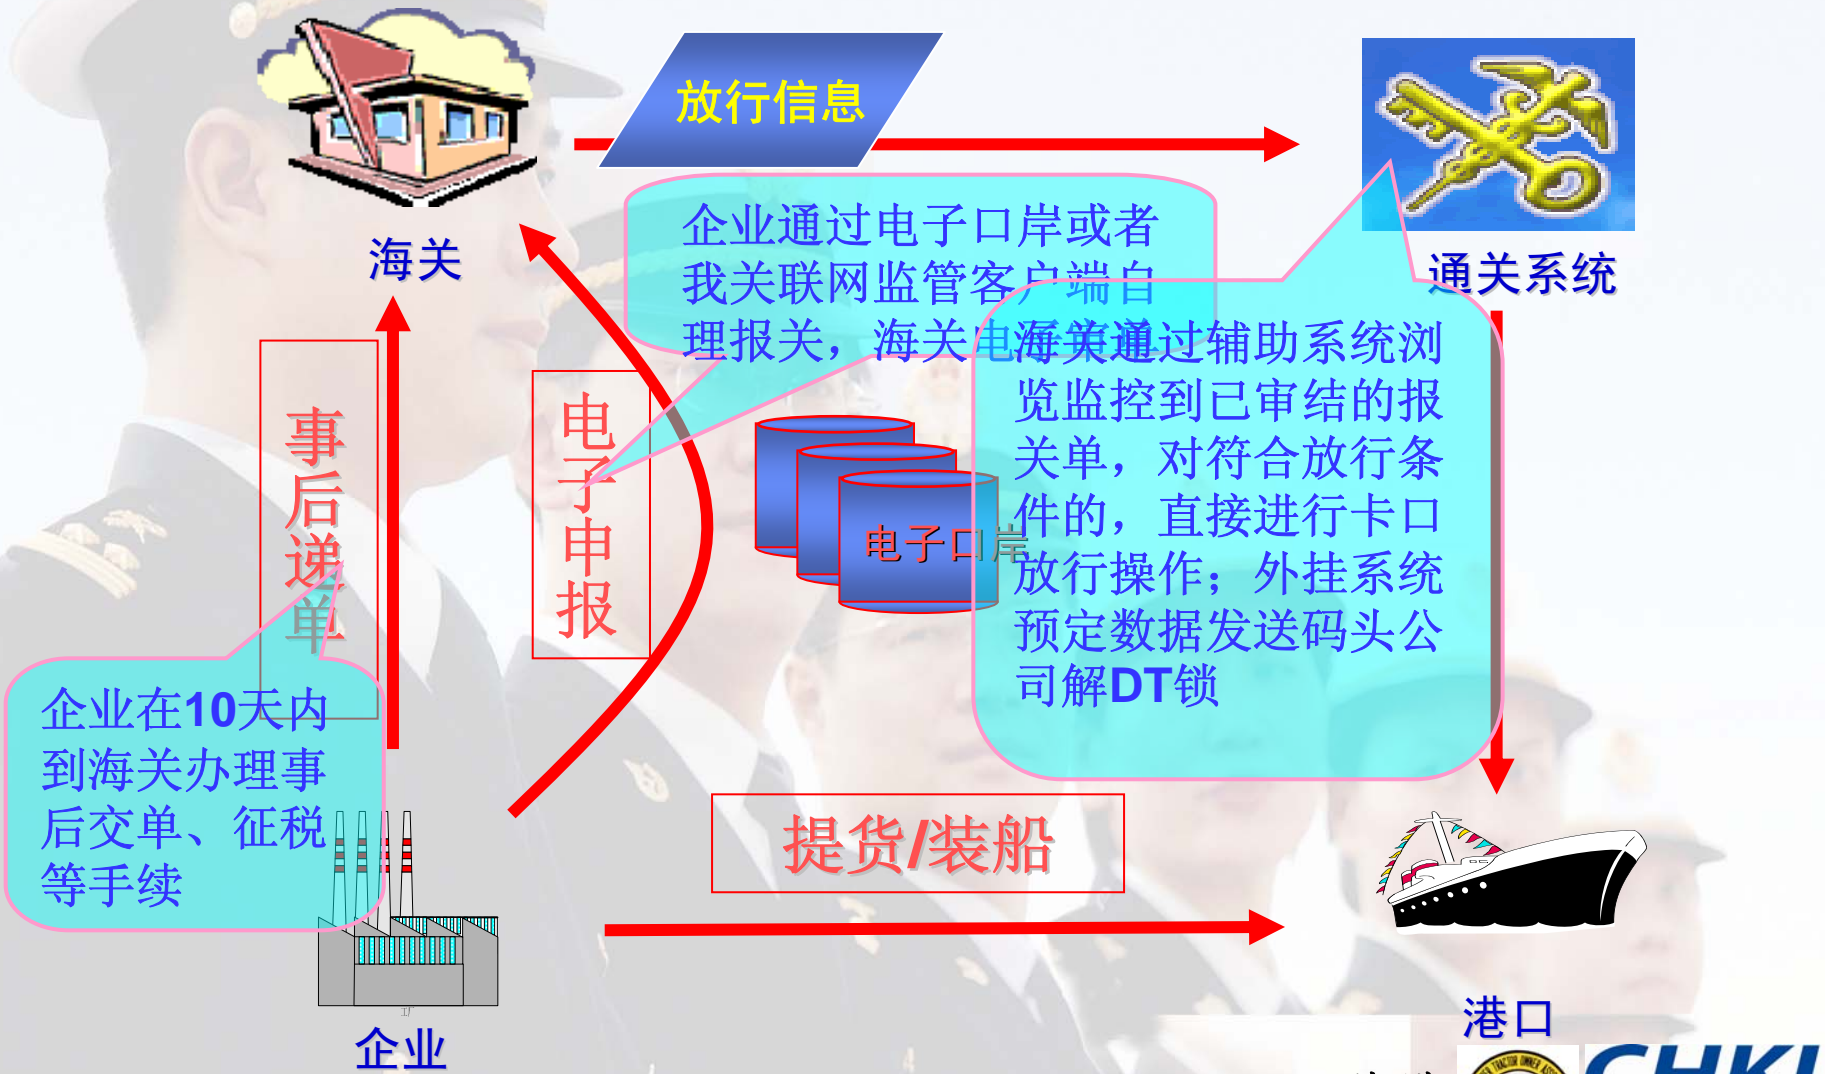 放行信息
海关
通关系统
企业通过电子口岸或者
我关联网监管客户端自
理报关，海关电子审单
海关通过辅助系统浏
览监控到已审结的报
关单，对符合放行条
件的，直接进行卡口
放行操作；外挂系统
预定数据发送码头公
司解DT锁
事后递单
电子申报
电子口岸
企业在10天内
到海关办理事
后交单、征税
等手续
提货/装船
工厂
企业
港口
CHKI